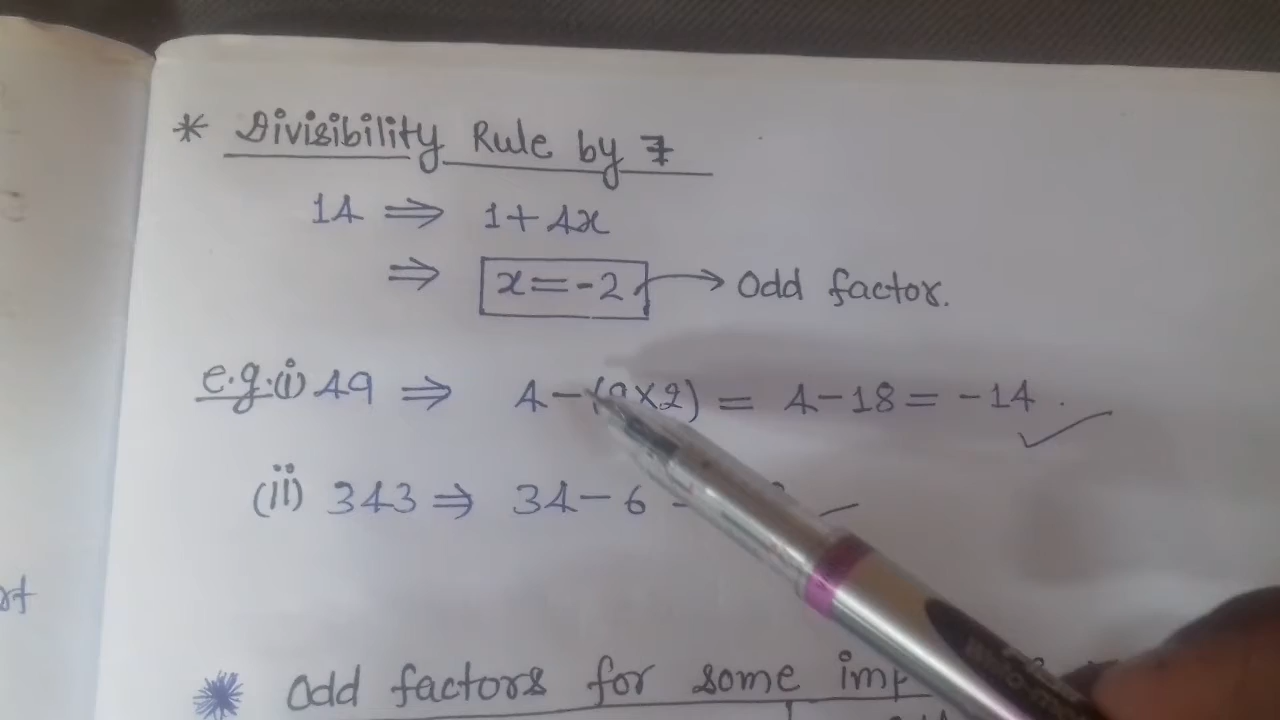 * Divisibility Rule by 7
14 ⇒ 1 + 4x
⇒ x = -2 → Odd factor.
e.g. (i) 49 ⇒ 4 - (9×2) = 4 - 18 = -14 ✓
(ii) 343 ⇒ 34 - 6
* Odd factors for some